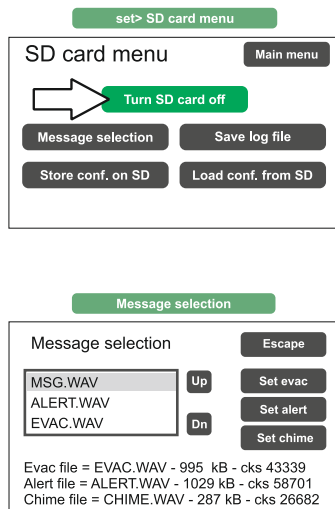 set> SD card menu
SD card menu
Main menu
Turn SD card off
Message selection
Save log file
Store conf. on SD
Load conf. from SD
Message selection
Message selection
Escape
MSG.WAV
Up
Set evac
ALERT.WAV
Set alert
EVAC.WAV
Dn
Set chime
Evac file = EVAC.WAV - 995 kB - cks 43339
Alert file = ALERT.WAV - 1029 kB - cks 58701
Chime file = CHIME.WAV - 287 kB - cks 26682